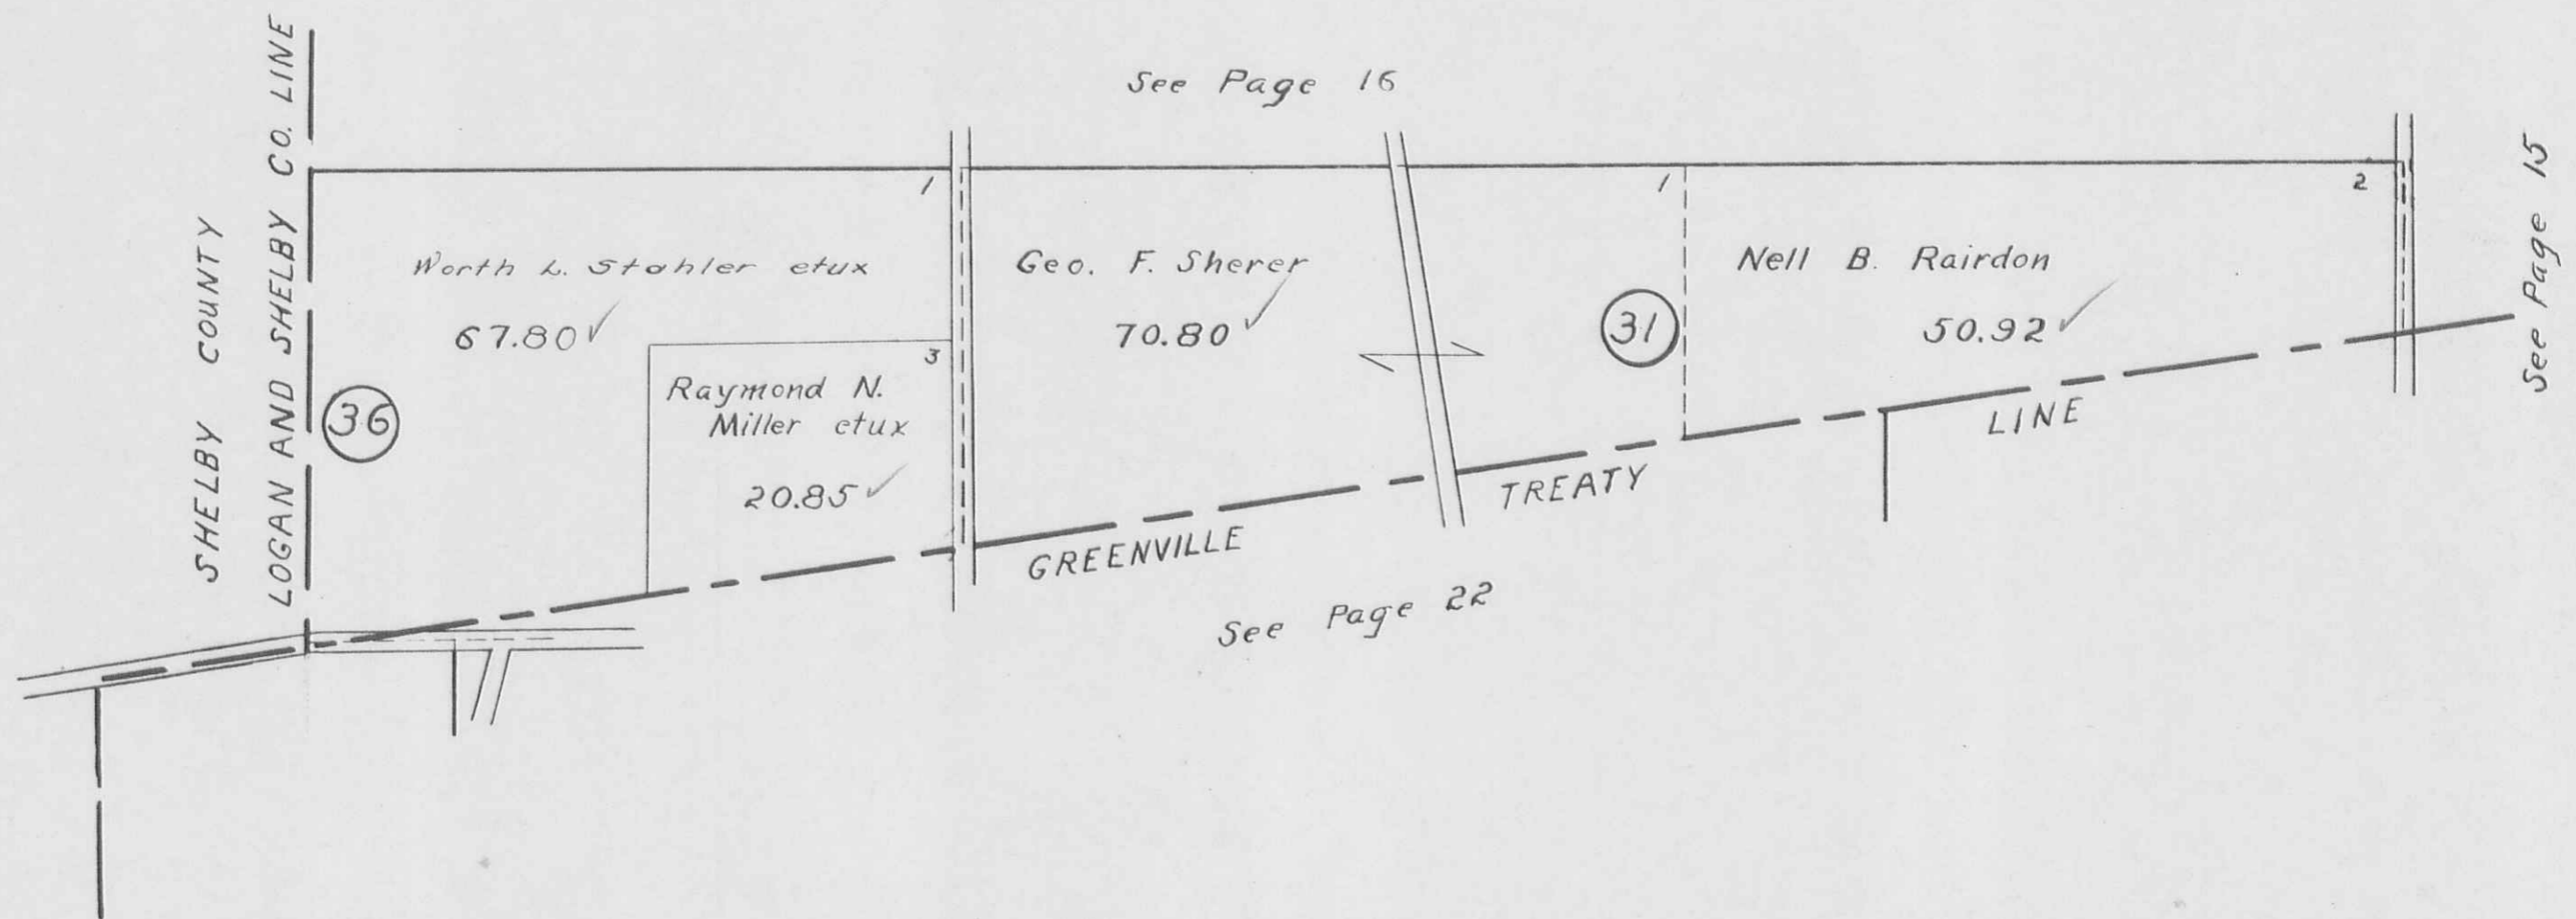 See Page 16
SHELBY COUNTY
LOGAN AND SHELBY CO. LINE
36
1
Worth L. Stahler etux
67.80✓
3
Raymond N.
Miller etux
20.85✓
Geo. F. Sherer
70.80✓
1
31
2
Nell B. Rairdon
50.92✓
See Page 15
GREENVILLE TREATY LINE
See Page 22